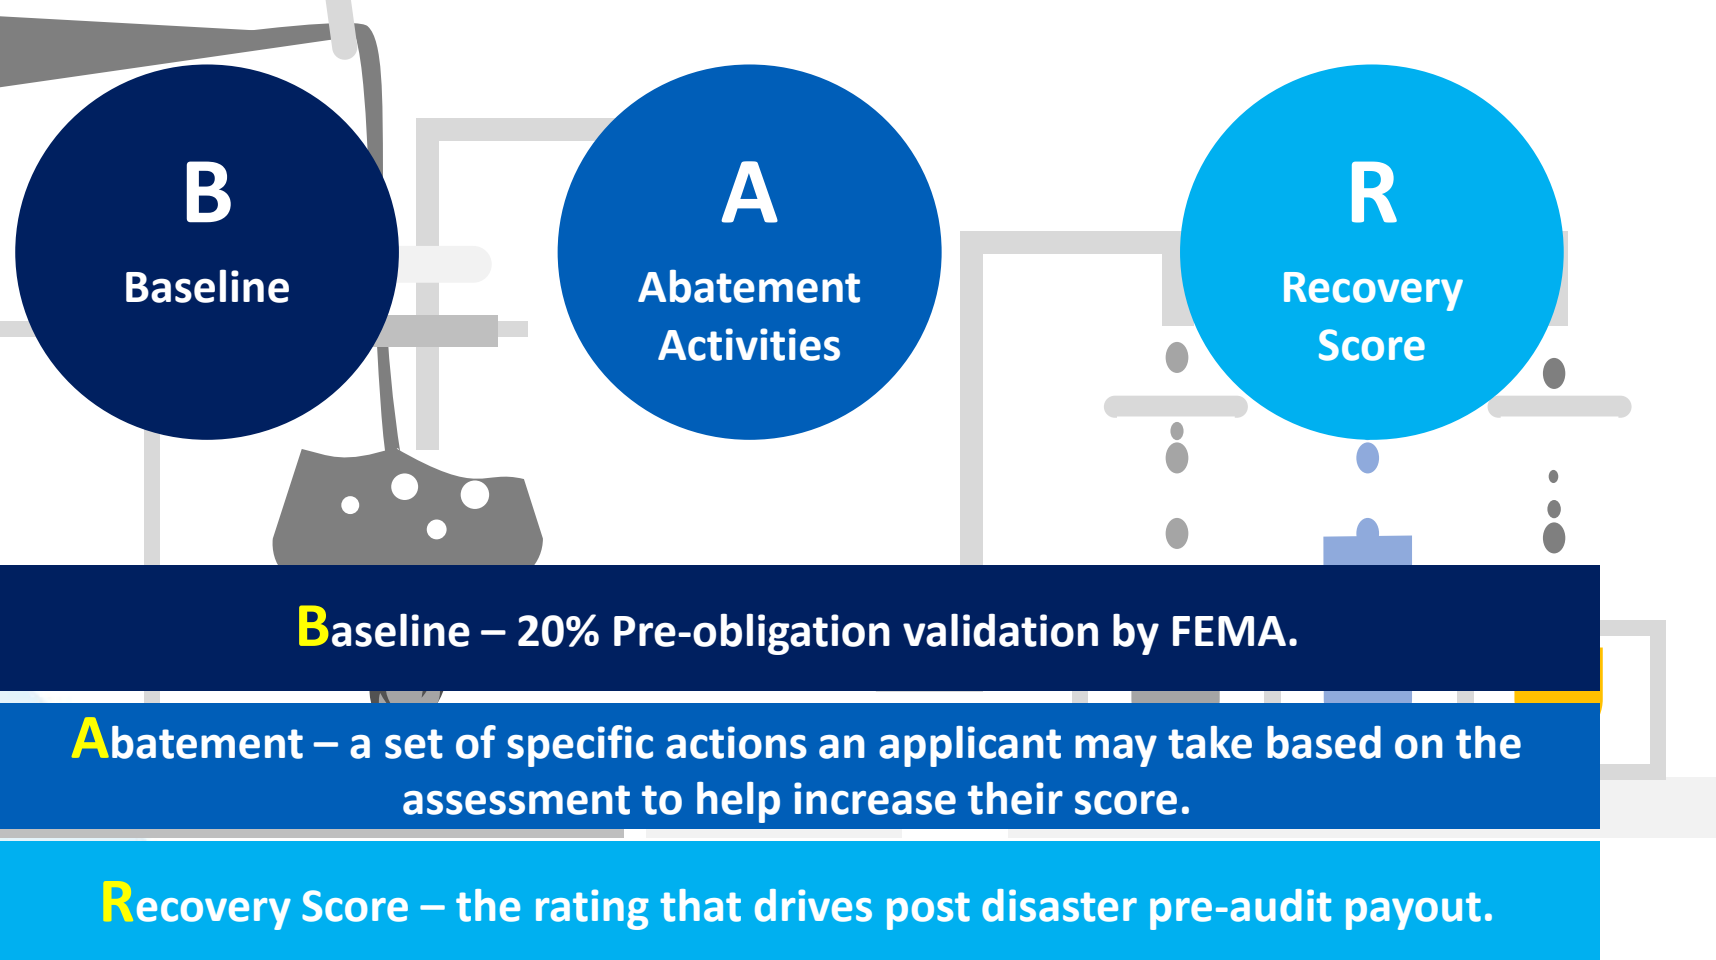 B
Baseline
A
Abatement
Activities
R
Recovery
Score
Baseline – 20% Pre-obligation validation by FEMA.
Abatement – a set of specific actions an applicant may take based on the
assessment to help increase their score.
Recovery Score – the rating that drives post disaster pre-audit payout.